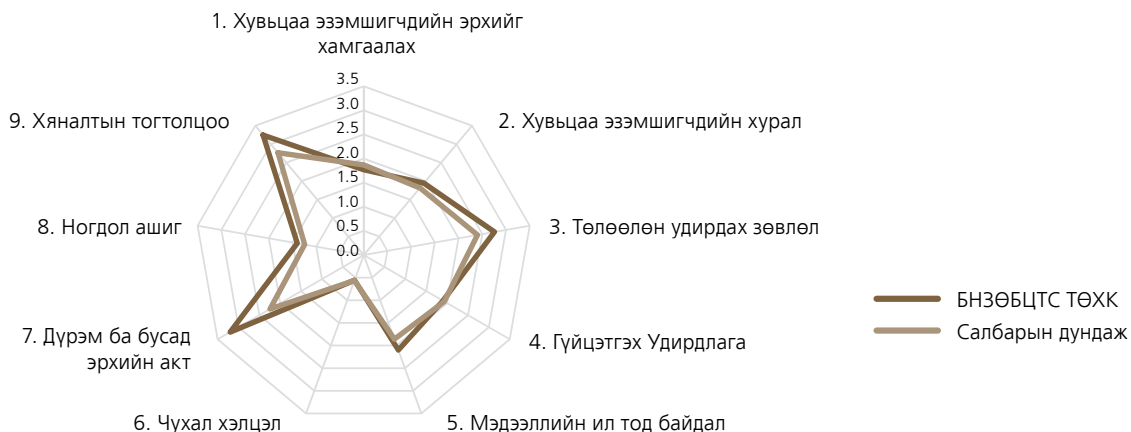 1. Хувьцаа эзэмшигчдийн эрхийг
хамгаалах
3.5
3.0
2.5
2.0
1.5
1.0
0.5
0.0
2. Хувьцаа эзэмшигчдийн хурал
3. Төлөөлөн удирдах зөвлөл
4. Гүйцэтгэх Удирдлага
5. Мэдээллийн ил тод байдал
6. Чухал хэлцэл
7. Дүрэм ба бусад
эрхийн акт
8. Ногдол ашиг
9. Хяналтын тогтолцоо
БНЗӨБЦТС ТӨХК
Салбарын дундаж